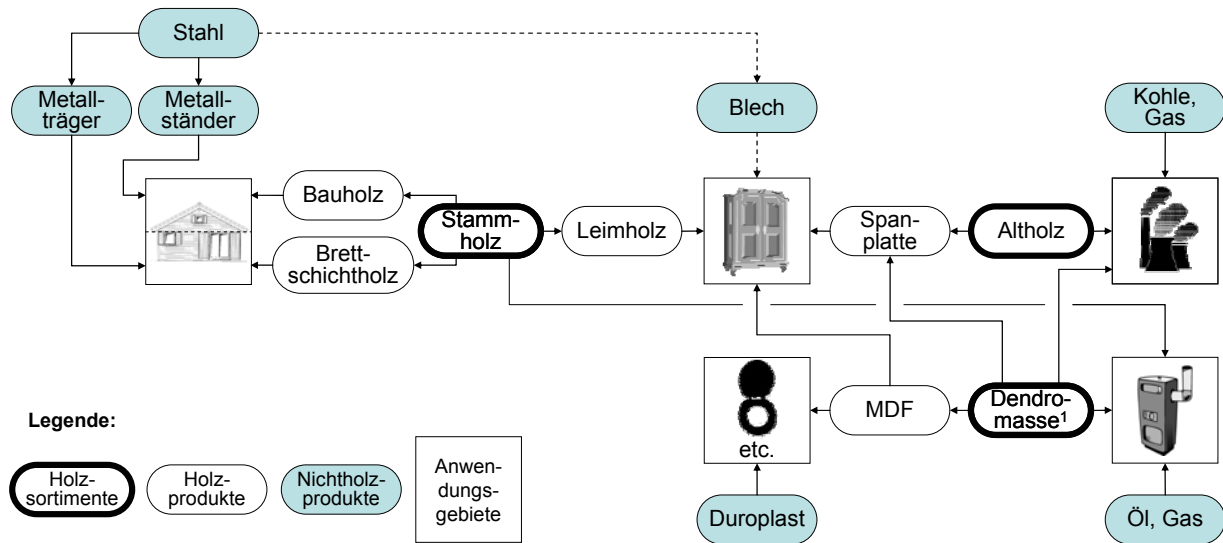 Stahl
Metall-
träger
Metall-
ständer
Blech
Kohle,
Gas
Bauholz
Stamm-
holz
Leimholz
Span-
platte
Altholz
Brett-
schichtholz
etc.
MDF
Dendro-
masse¹
Duroplast
Öl, Gas
Legende:
Holz-
sortimente
Holz-
produkte
Nichtholz-
produkte
Anwen-
dungs-
gebiete